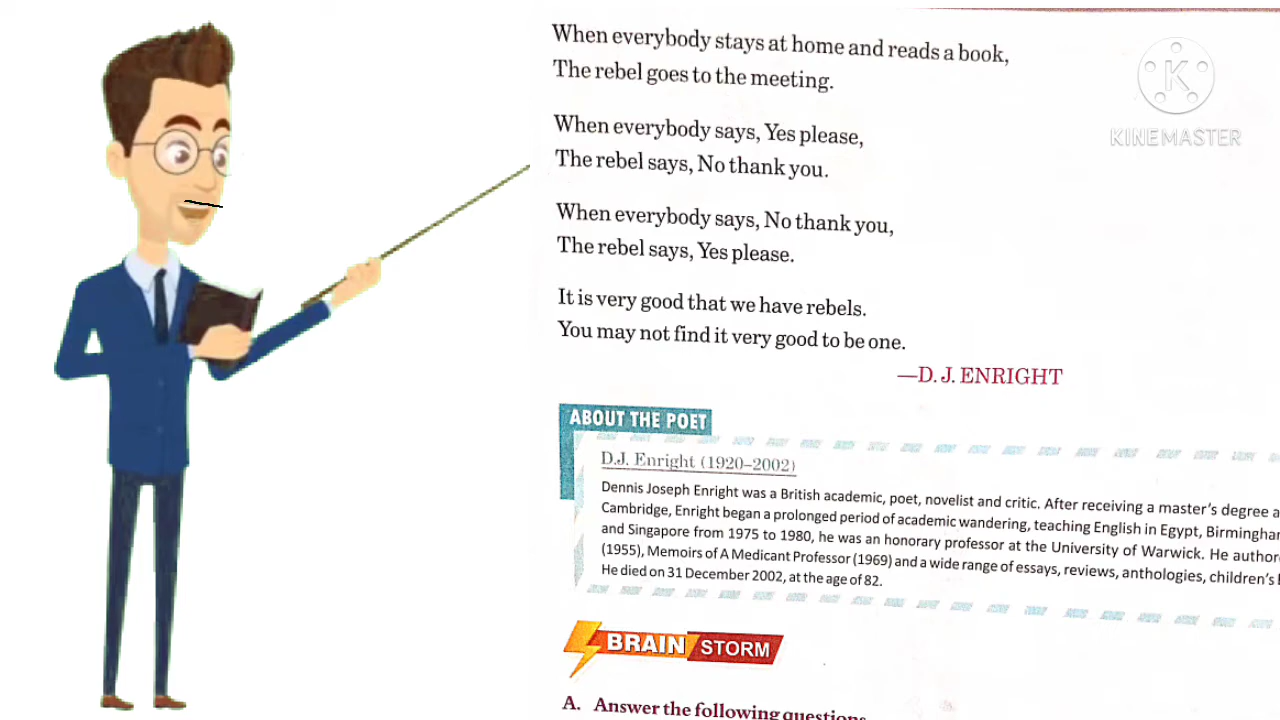 When everybody stays at home and reads a book,
The rebel goes to the meeting.
When everybody says, Yes please,
The rebel says, No thank you.
When everybody says, No thank you,
The rebel says, Yes please.
It is very good that we have rebels.
You may not find it very good to be one.
—D. J. ENRIGHT
ABOUT THE POET
D.J. Enright (1920–2002)
Dennis Joseph Enright was a British academic, poet, novelist and critic. After receiving a master's degree
Cambridge, Enright began a prolonged period of academic wandering, teaching English in Egypt,
and Singapore from 1975 to 1980, he was an honorary professor at the University of Warwick. He
(1955), Memoirs of A Medicant Professor (1969) and a wide range of essays, reviews, anthologies, children's
He died on 31 December 2002, at the age of 82.
BRAIN STORM
A. Answer the following questions
K
KINEMASTER